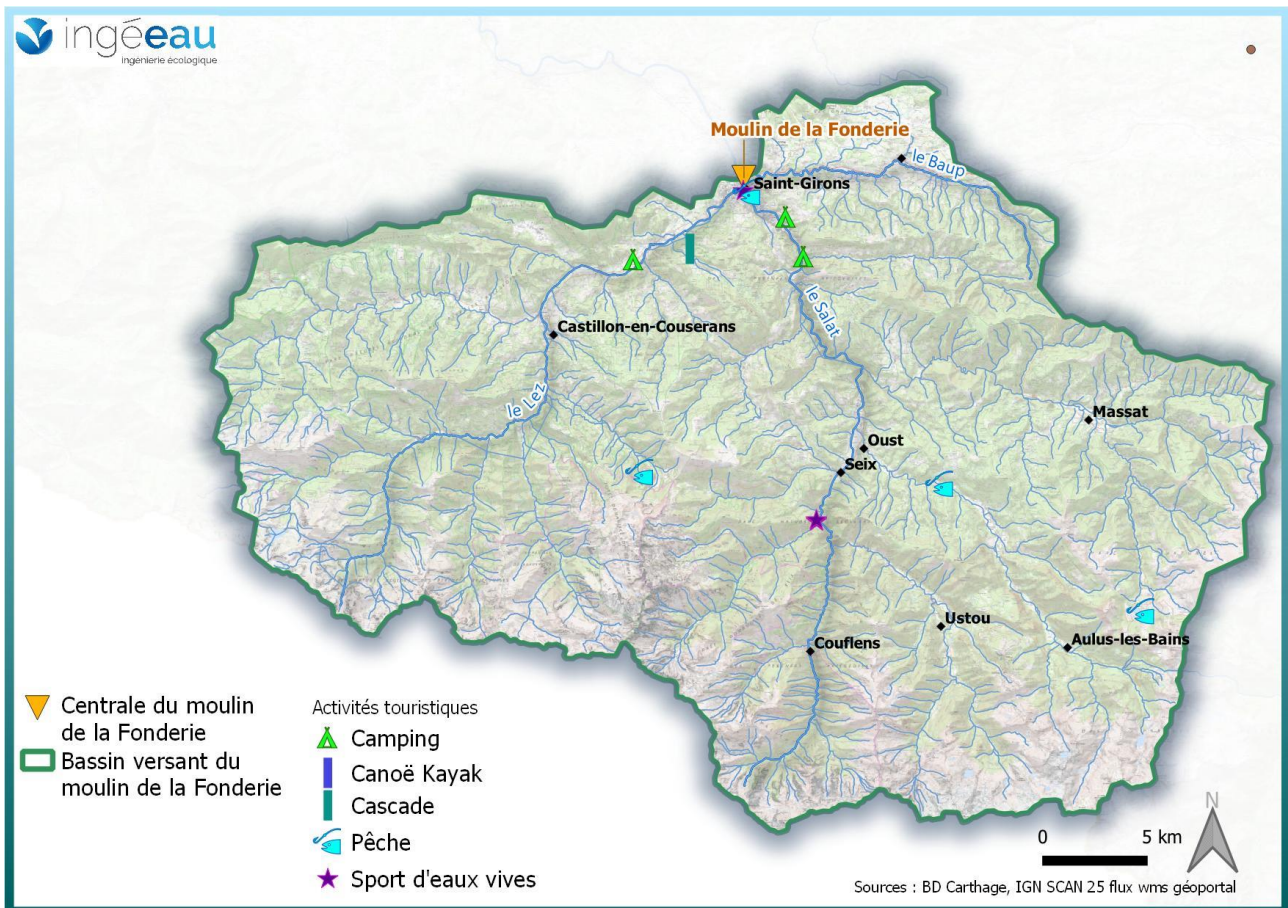 ingéeau
ingénierie écologique
Moulin de la Fonderie
le Baup
Saint-Girons
le Salat
Castillon-en-Couserans
le Lez
Massat
Oust
Seix
Ustou
Couflens
Aulus-les-Bains
Centrale du moulin
de la Fonderie
Bassin versant du
moulin de la Fonderie
Activités touristiques
Camping
Canoë Kayak
Cascade
Pêche
Sport d'eaux vives
N
0 5 km
Sources : BD Carthage, IGN SCAN 25 flux wms géoportal